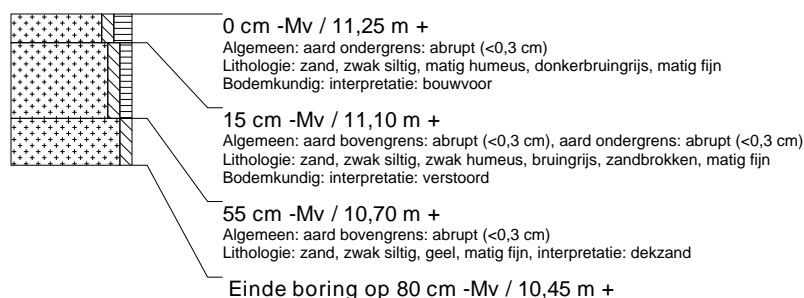 0 cm -Mv / 11,25 m +
Algemeen: aard ondergrens: abrupt (<0,3 cm)
Lithologie: zand, zwak siltig, matig humeus, donkerbruingrijs, matig fijn
Bodemkundig: interpretatie: bouwvoor
15 cm -Mv / 11,10 m +
Algemeen: aard bovengrens: abrupt (<0,3 cm), aard ondergrens: abrupt (<0,3 cm)
Lithologie: zand, zwak siltig, zwak humeus, bruingrijs, zandbrokken, matig fijn
Bodemkundig: interpretatie: verstoord
55 cm -Mv / 10,70 m +
Algemeen: aard bovengrens: abrupt (<0,3 cm)
Lithologie: zand, zwak siltig, geel, matig fijn, interpretatie: dekzand
Einde boring op 80 cm -Mv / 10,45 m +